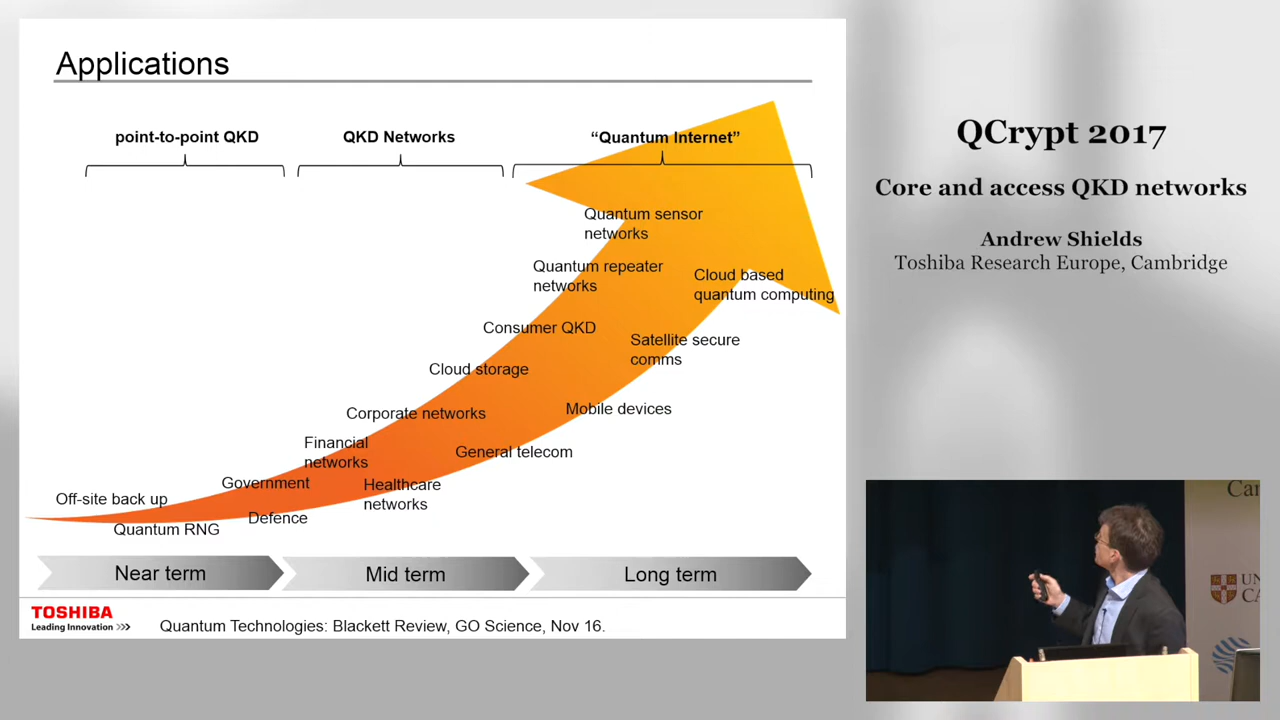 Applications
point-to-point QKD
QKD Networks
“Quantum Internet”
Quantum sensor
networks
Quantum repeater
networks
Cloud based
quantum computing
Consumer QKD
Satellite secure
comms
Cloud storage
Mobile devices
Corporate networks
Financial
networks
General telecom
Government
Healthcare
networks
Off-site back up
Defence
Quantum RNG
Near term
Mid term
Long term
TOSHIBA
Leading Innovation >>>
Quantum Technologies: Blackett Review, GO Science, Nov 16.
QCrypt 2017
Core and access QKD networks
Andrew Shields
Toshiba Research Europe, Cambridge